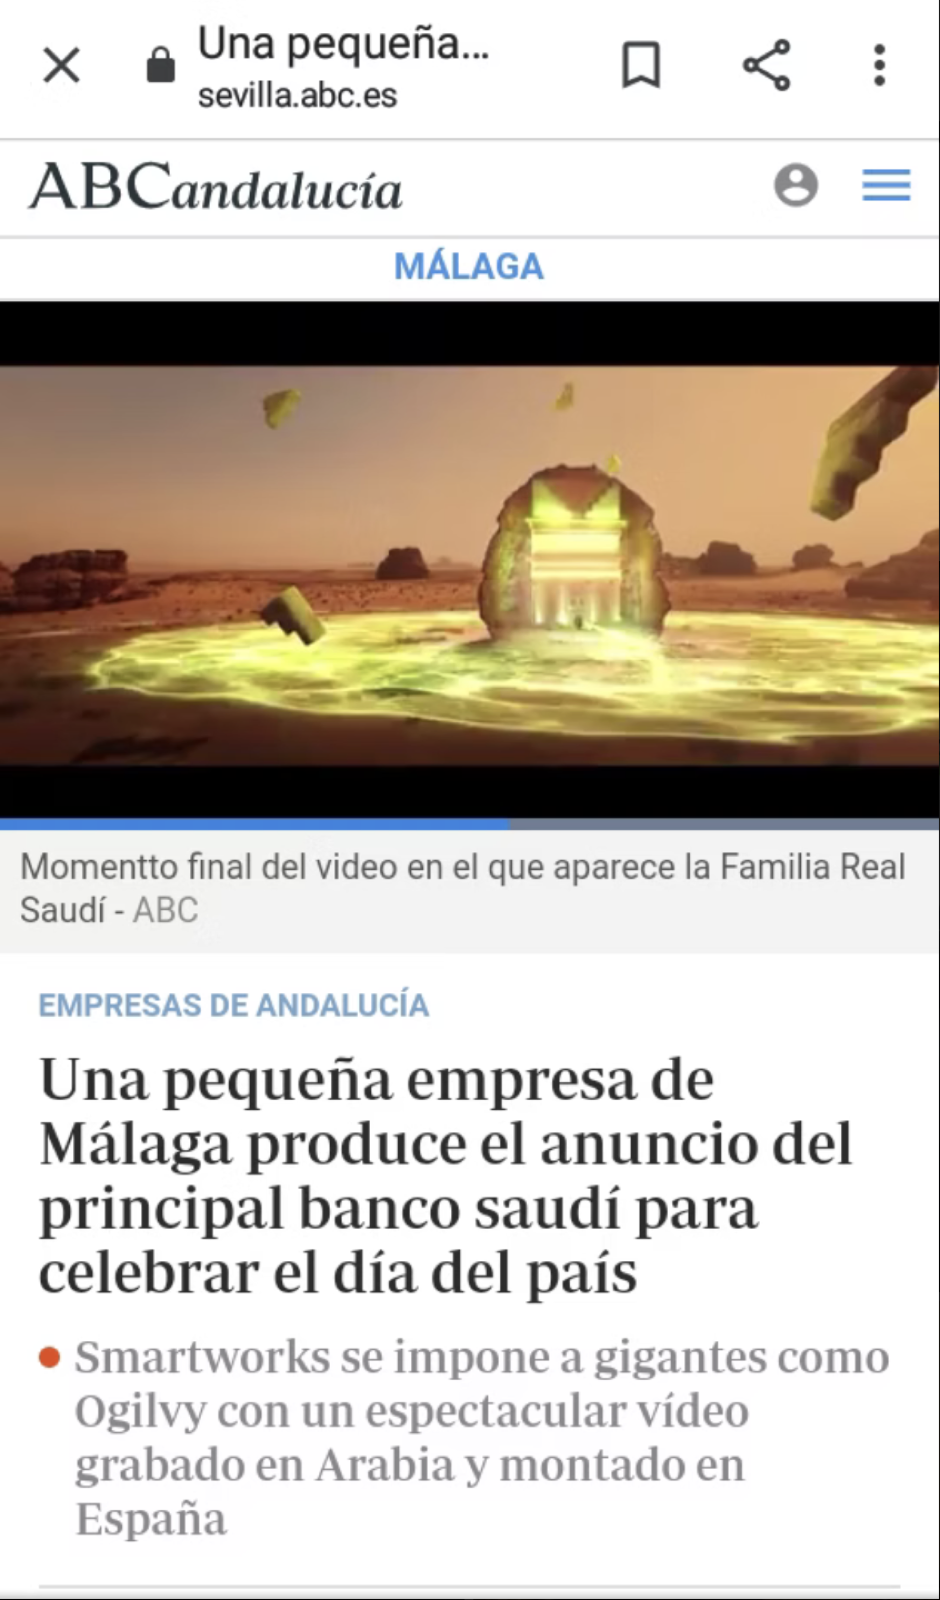 Una pequeña...
sevilla.abc.es
ABCandalucía
MÁLAGA
Momentto final del video en el que aparece la Familia Real
Saudí - ABC
EMPRESAS DE ANDALUCÍA
Una pequeña empresa de
Málaga produce el anuncio del
principal banco saudí para
celebrar el día del país
Smartworks se impone a gigantes como
Ogilvy con un espectacular vídeo
grabado en Arabia y montado en
España